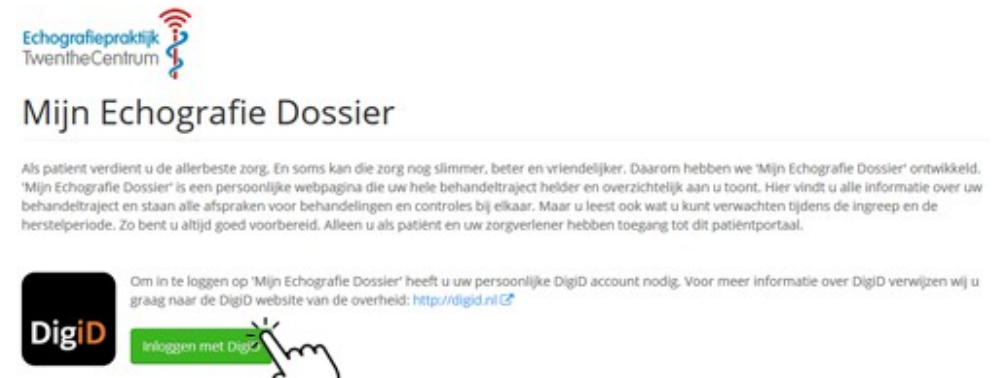 Echografiepraktijk
TwentheCentrum
Mijn Echografie Dossier
Als patient verdient u de allerbeste zorg. En soms kan die zorg nog slimmer, beter en vriendelijker. Daarom hebben we 'Mijn Echografie Dossier' ontwikkeld.
'Mijn Echografie Dossier' is een persoonlijke webpagina die uw hele behandeltraject helder en overzichtelijk aan u toont. Hier vindt u alle informatie over uw
behandeltraject en staan alle afspraken voor behandelingen en controles bij elkaar. Maar u leest ook wat u kunt verwachten tijdens de ingreep en de
herstelperiode. Zo bent u altijd goed voorbereid. Alleen u als patiënt en uw zorgverlener hebben toegang tot dit patiëntportaal.
Om in te loggen op 'Mijn Echografie Dossier' heeft u uw persoonlijke DigiD account nodig. Voor meer informatie over DigiD verwijzen wij u
graag naar de DigiD website van de overheid: http://digid.nl
DigiD
Inloggen met DigiD